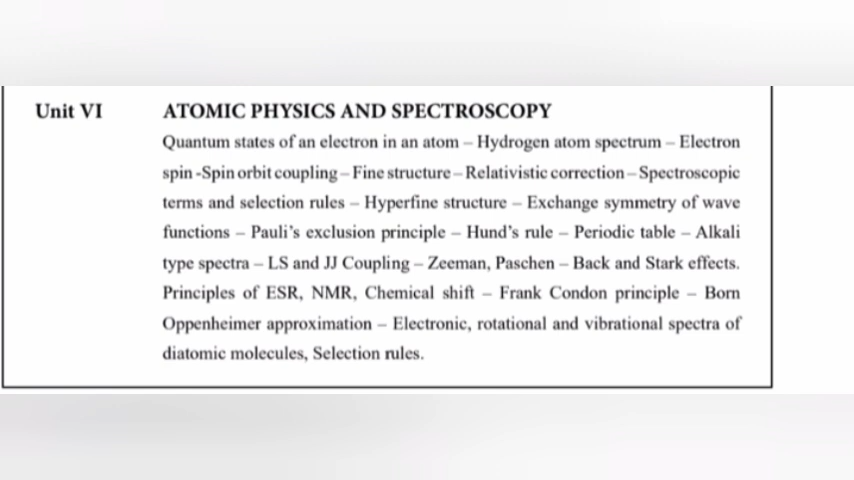 Unit VI ATOMIC PHYSICS AND SPECTROSCOPY
Quantum states of an electron in an atom – Hydrogen atom spectrum – Electron
spin -Spin orbit coupling – Fine structure – Relativistic correction – Spectroscopic
terms and selection rules – Hyperfine structure – Exchange symmetry of wave
functions – Pauli's exclusion principle – Hund's rule – Periodic table – Alkali
type spectra – LS and JJ Coupling – Zeeman, Paschen – Back and Stark effects.
Principles of ESR, NMR, Chemical shift – Frank Condon principle – Born
Oppenheimer approximation – Electronic, rotational and vibrational spectra of
diatomic molecules, Selection rules.